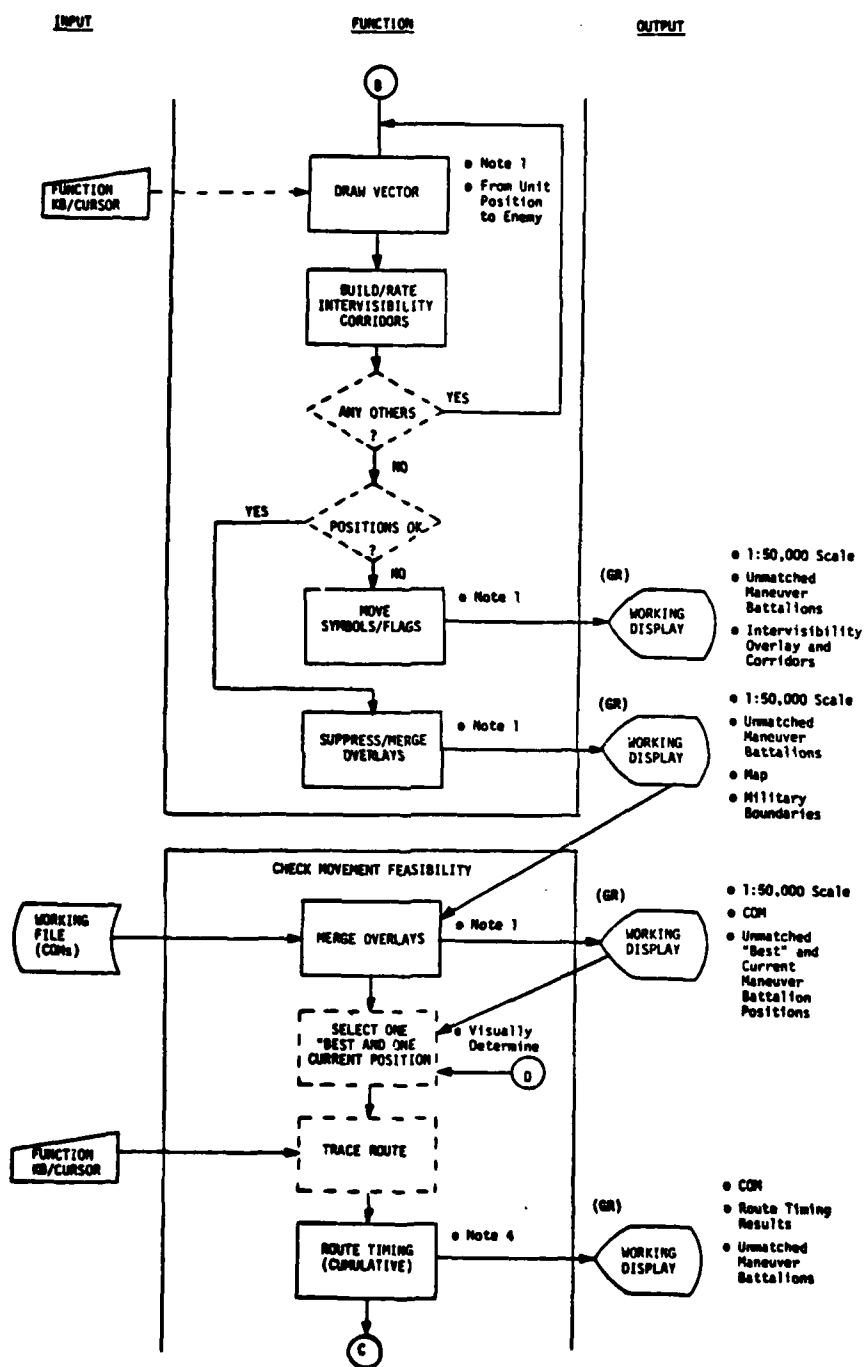 INPUT
FUNCTION
OUTPUT
B
FUNCTION
KB/CURSOR
DRAW VECTOR
• Note 1
• From Unit
Position
to Enemy
BUILD/RATE
INTERVISIBILITY
CORRIDORS
ANY OTHERS
?
YES
NO
POSITIONS OK
?
YES
NO
MOVE
SYMBOLS/FLAGS
• Note 1
(GR)
WORKING
DISPLAY
• 1:50,000 Scale
• Unmatched
Maneuver
Battalions
• Intervisibility
Overlay and
Corridors
SUPPRESS/MERGE
OVERLAYS
• Note 1
(GR)
WORKING
DISPLAY
• 1:50,000 Scale
• Unmatched
Maneuver
Battalions
• Map
• Military
Boundaries
CHECK MOVEMENT FEASIBILITY
WORKING
FILE
(COMs)
MERGE OVERLAYS
• Note 1
(GR)
WORKING
DISPLAY
• 1:50,000 Scale
• COM
• Unmatched
"Best" and
Current
Maneuver
Battalion
Positions
SELECT ONE
"BEST AND ONE
CURRENT POSITION
• Visually
Determine
D
FUNCTION
KB/CURSOR
TRACE ROUTE
ROUTE TIMING
(CUMULATIVE)
• Note 4
(GR)
WORKING
DISPLAY
• COM
• Route Timing
Results
• Unmatched
Maneuver
Battalions
C